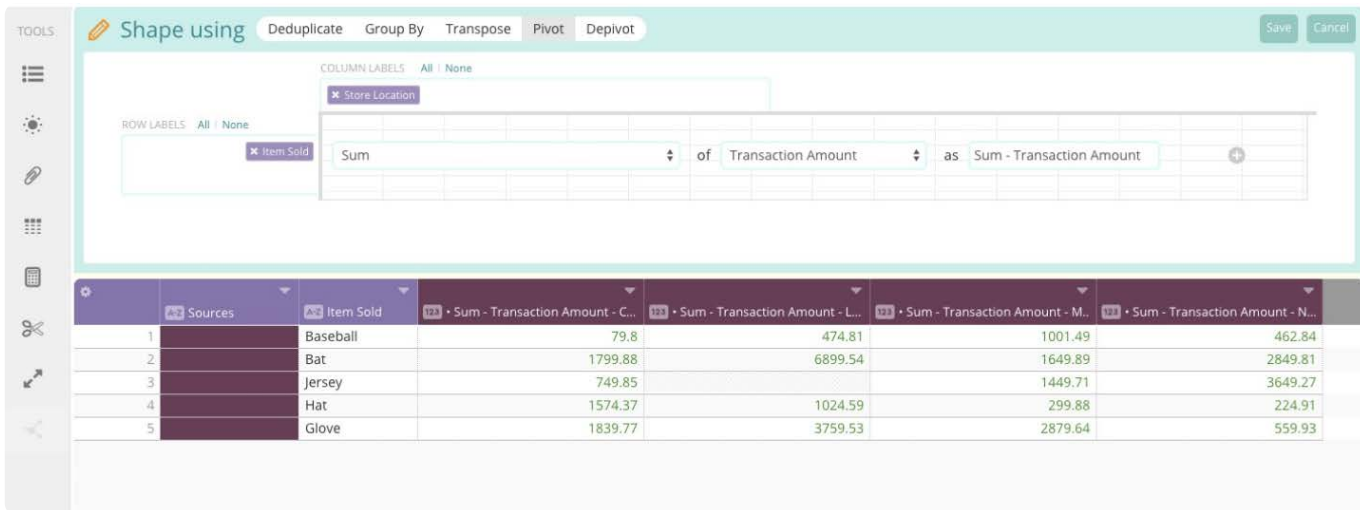 TOOLS
Shape using Deduplicate Group By Transpose Pivot Depivot Save Cancel
COLUMN LABELS All | None
× Store Location
ROW LABELS All | None
× Item Sold
Sum of Transaction Amount as Sum - Transaction Amount
A-Z Sources A-Z Item Sold 123 • Sum - Transaction Amount - C... 123 • Sum - Transaction Amount - L... 123 • Sum - Transaction Amount - M.. 123 • Sum - Transaction Amount - N...
1 Baseball 79.8 474.81 1001.49 462.84
2 Bat 1799.88 6899.54 1649.89 2849.81
3 Jersey 749.85 1449.71 3649.27
4 Hat 1574.37 1024.59 299.88 224.91
5 Glove 1839.77 3759.53 2879.64 559.93